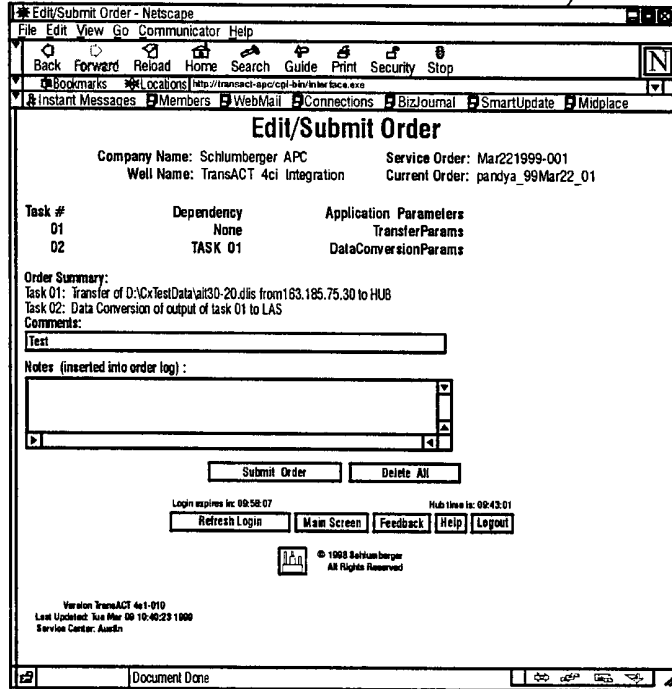 Edit/Submit Order - Netscape
File Edit View Go Communicator Help
Back Forward Reload Home Search Guide Print Security Stop
N
Bookmarks Locations http://transact-apc/cpl-bin/interface.exe
Instant Messages Members WebMail Connections BizJournal SmartUpdate Midplace
Edit/Submit Order
Company Name: Schlumberger APC Service Order: Mar221999-001
Well Name: TransACT 4ci Integration Current Order: pandya_99Mar22_01
Task # Dependency Application Parameters
01 None TransferParams
02 TASK 01 DataConversionParams
Order Summary:
Task 01: Transfer of D:\CxTestData\ait30-20.dlis from163.185.75.30 to HUB
Task 02: Data Conversion of output of task 01 to LAS
Comments:
Test
Notes (inserted into order log) :
Submit Order Delete All
Login expires in: 09:58:07 Hub time is: 09:43:01
Refresh Login Main Screen Feedback Help Logout
© 1998 Schlumberger
All Rights Reserved
Version TransACT 4e1-010
Last Updated: Tue Mar 09 10:40:23 1999
Service Center: Austin
Document Done